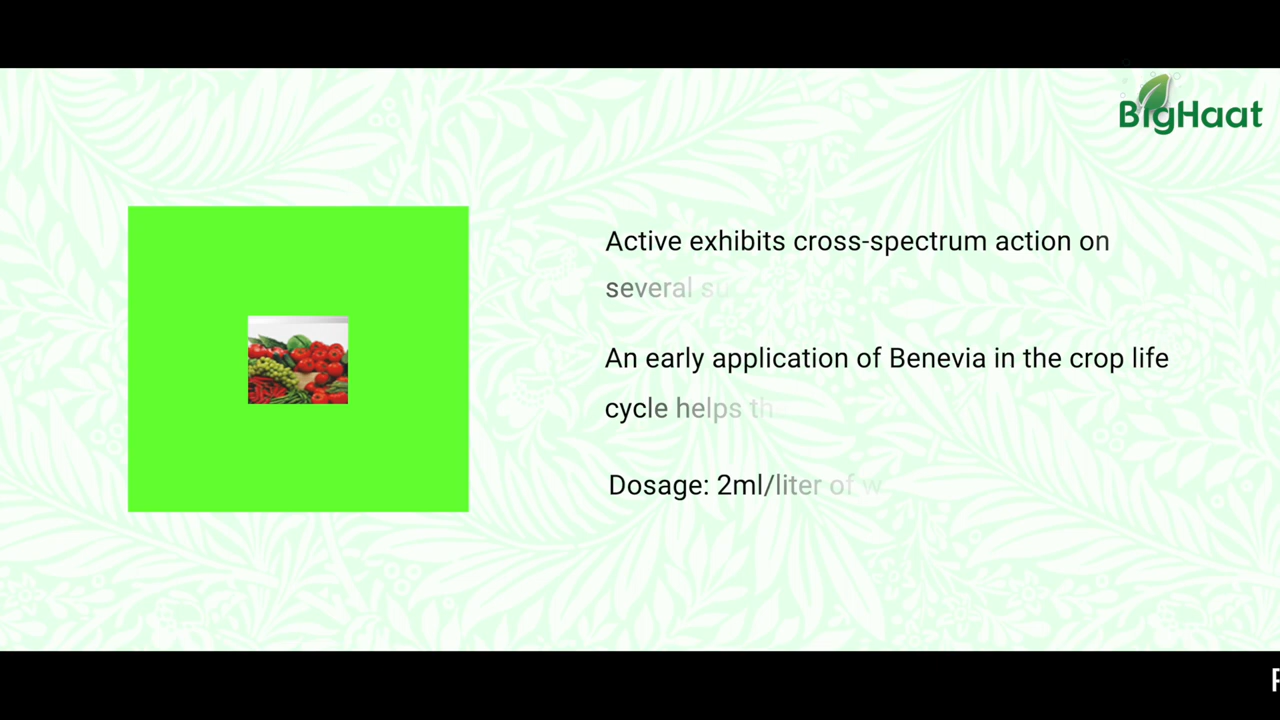 BigHaat
Active exhibits cross-spectrum action on
several
An early application of Benevia in the crop life
cycle helps
Dosage: 2ml/liter of